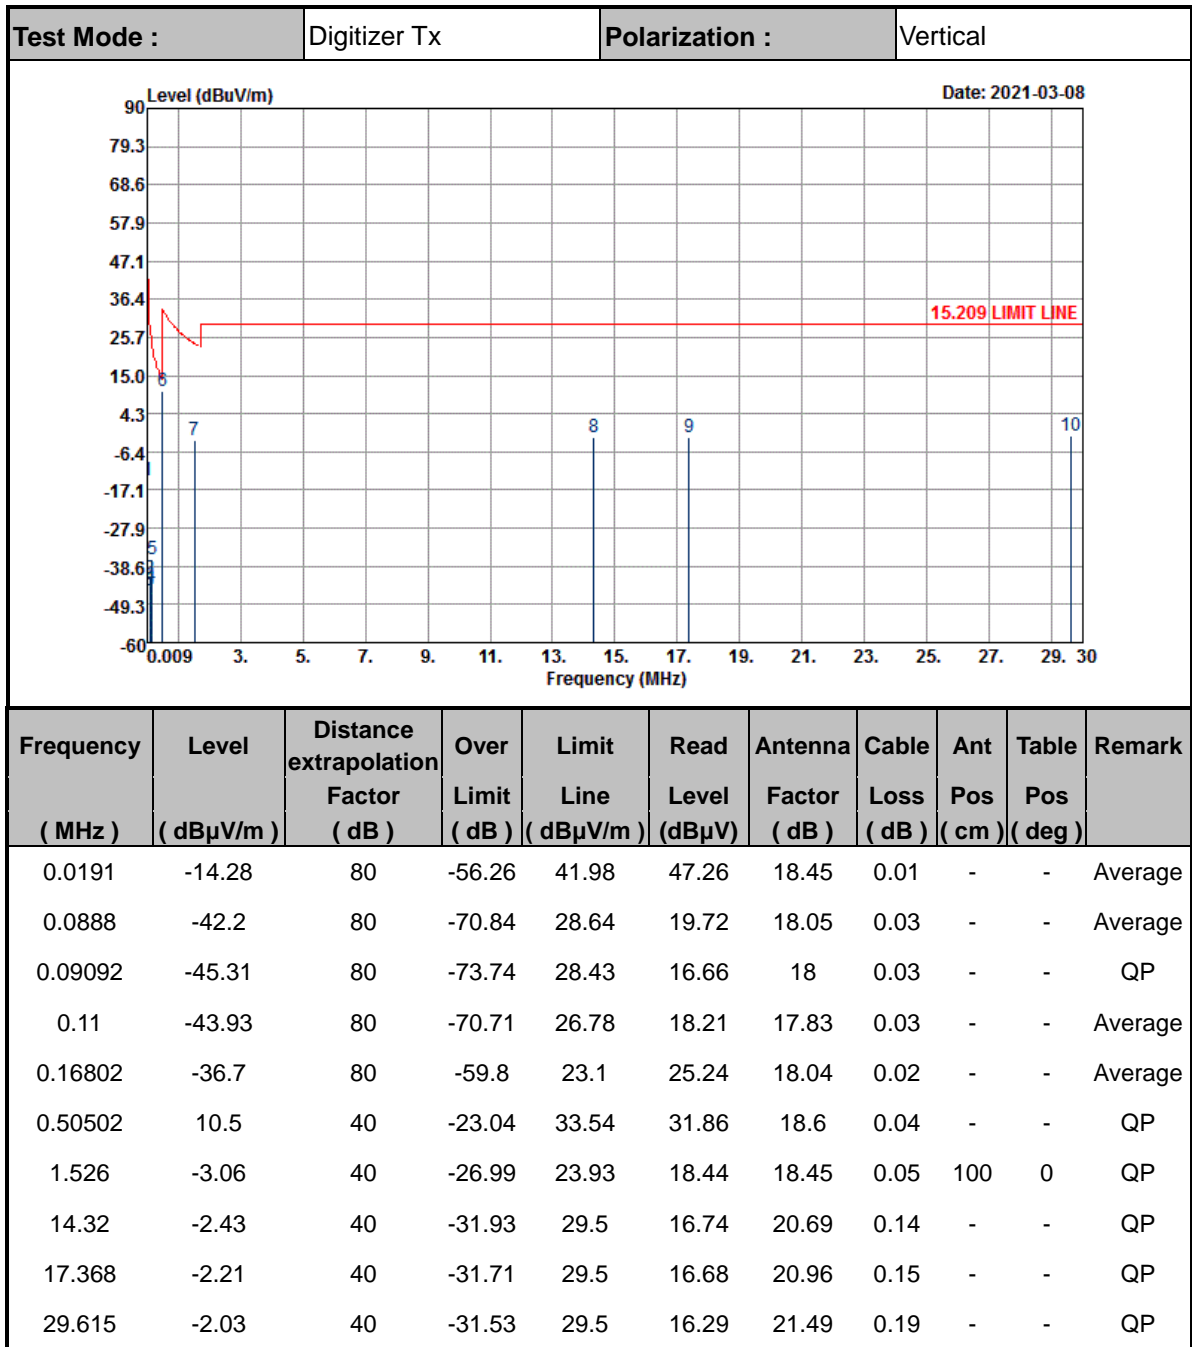 Test Mode : Digitizer Tx Polarization : Vertical
Level (dBuV/m) Date: 2021-03-08
90
79.3
68.6
57.9
47.1
36.4
15.209 LIMIT LINE
25.7
15.0
6
4.3
7 8 9 10
-6.4
-17.1
-27.9
5
-38.6
-49.3
-60
0.009 3. 5. 7. 9. 11. 13. 15. 17. 19. 21. 23. 25. 27. 29. 30
Frequency (MHz)
Frequency Level Distance extrapolation Over Limit Read Antenna Cable Ant Table Remark
Factor Limit Line Level Factor Loss Pos Pos
( MHz ) ( dBµV/m ) ( dB ) ( dB ) ( dBµV/m ) (dBµV) ( dB ) ( dB ) ( cm ) ( deg )
0.0191 -14.28 80 -56.26 41.98 47.26 18.45 0.01 - - Average
0.0888 -42.2 80 -70.84 28.64 19.72 18.05 0.03 - - Average
0.09092 -45.31 80 -73.74 28.43 16.66 18 0.03 - - QP
0.11 -43.93 80 -70.71 26.78 18.21 17.83 0.03 - - Average
0.16802 -36.7 80 -59.8 23.1 25.24 18.04 0.02 - - Average
0.50502 10.5 40 -23.04 33.54 31.86 18.6 0.04 - - QP
1.526 -3.06 40 -26.99 23.93 18.44 18.45 0.05 100 0 QP
14.32 -2.43 40 -31.93 29.5 16.74 20.69 0.14 - - QP
17.368 -2.21 40 -31.71 29.5 16.68 20.96 0.15 - - QP
29.615 -2.03 40 -31.53 29.5 16.29 21.49 0.19 - - QP